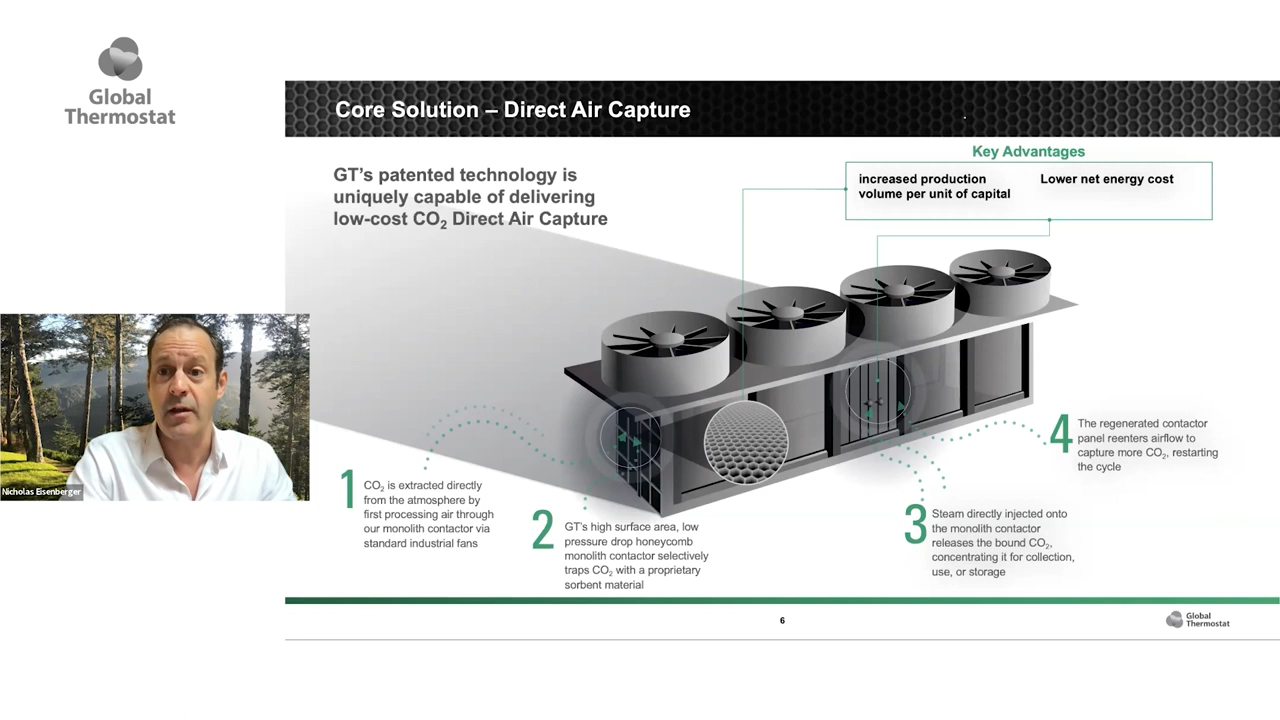 Global
Thermostat
Core Solution – Direct Air Capture
Key Advantages
GT’s patented technology is
uniquely capable of delivering
low-cost CO₂ Direct Air Capture
increased production
volume per unit of capital
Lower net energy cost
Nicholas Eisenberger
1
CO₂ is extracted directly
from the atmosphere by
first processing air through
our monolith contactor via
standard industrial fans
2
GT’s high surface area, low
pressure drop honeycomb
monolith contactor selectively
traps CO₂ with a proprietary
sorbent material
3
Steam directly injected onto
the monolith contactor
releases the bound CO₂,
concentrating it for collection,
use, or storage
4
The regenerated contactor
panel reenters airflow to
capture more CO₂, restarting
the cycle
6
Global
Thermostat